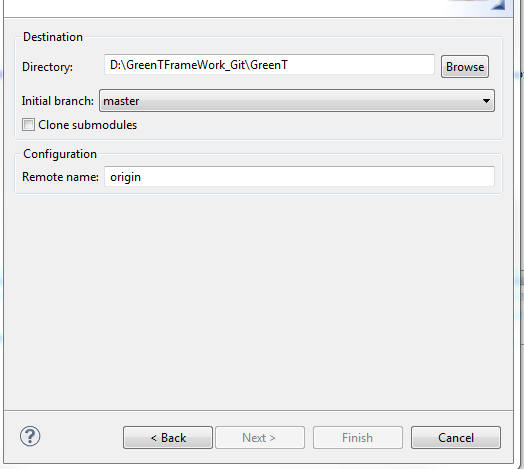 Destination
Directory: D:\GreenTFrameWork_Git\GreenT Browse
Initial branch: master
Clone submodules
Configuration
Remote name: origin
? < Back Next > Finish Cancel